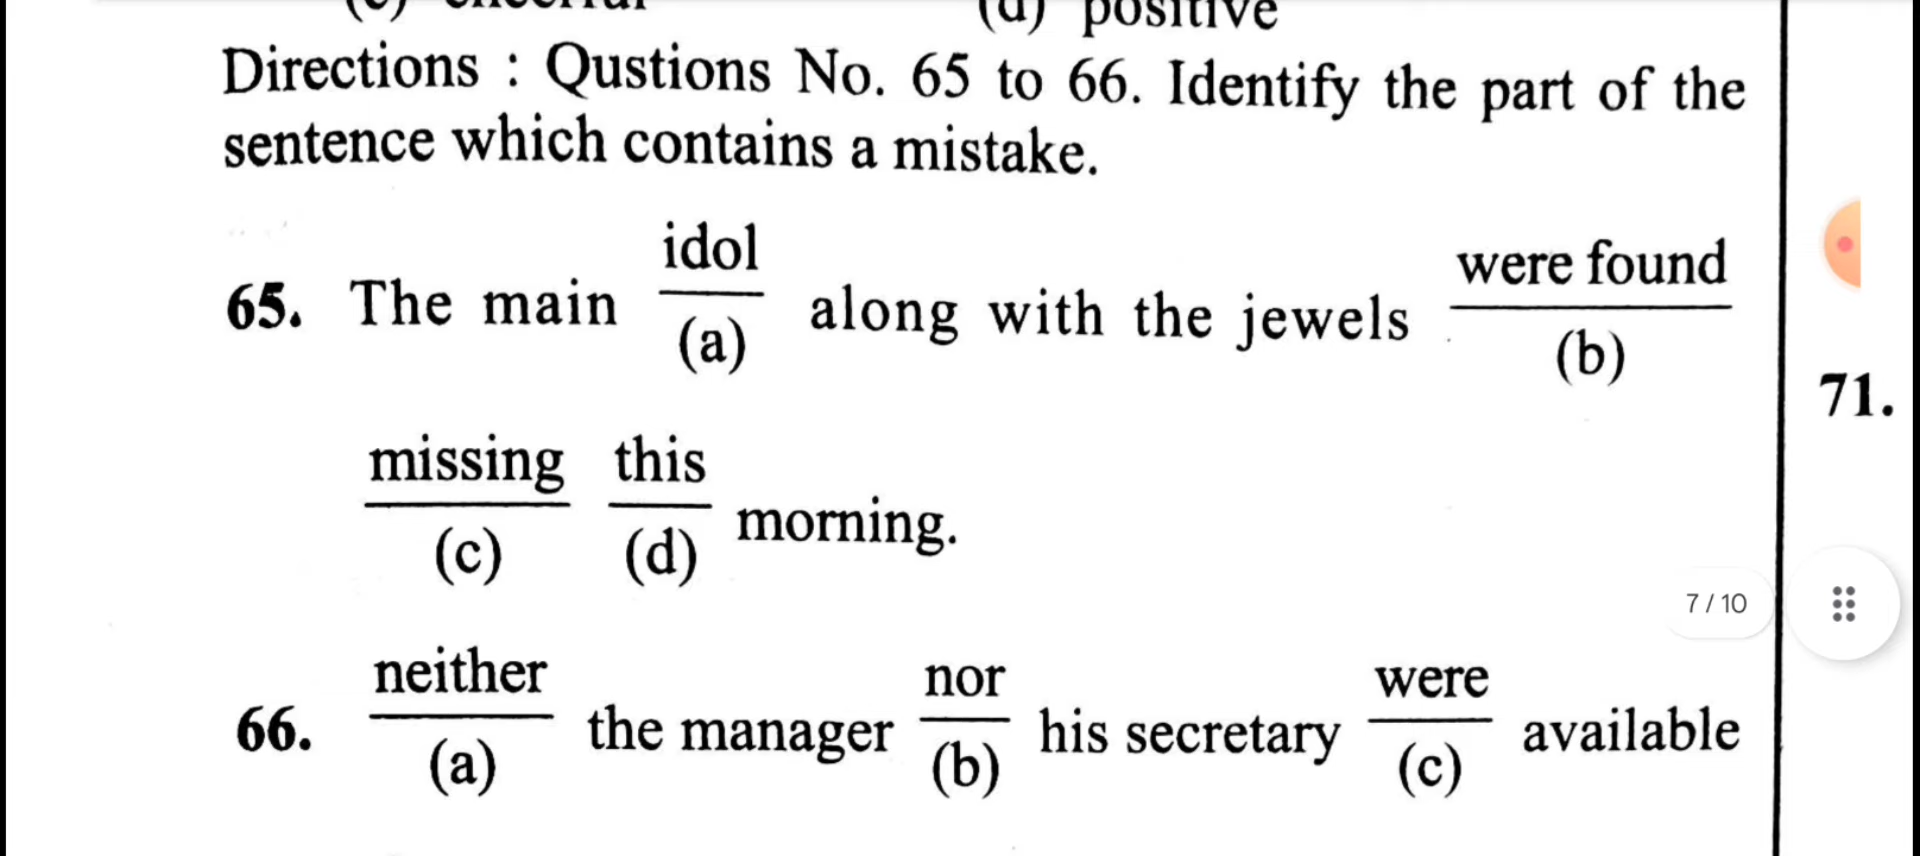 (d) positive
Directions : Qustions No. 65 to 66. Identify the part of the
sentence which contains a mistake.
65. The main idol along with the jewels were found
(a) (b)
71.
missing this morning.
(c) (d)
7 / 10
66. neither the manager nor his secretary were available
(a) (b) (c)